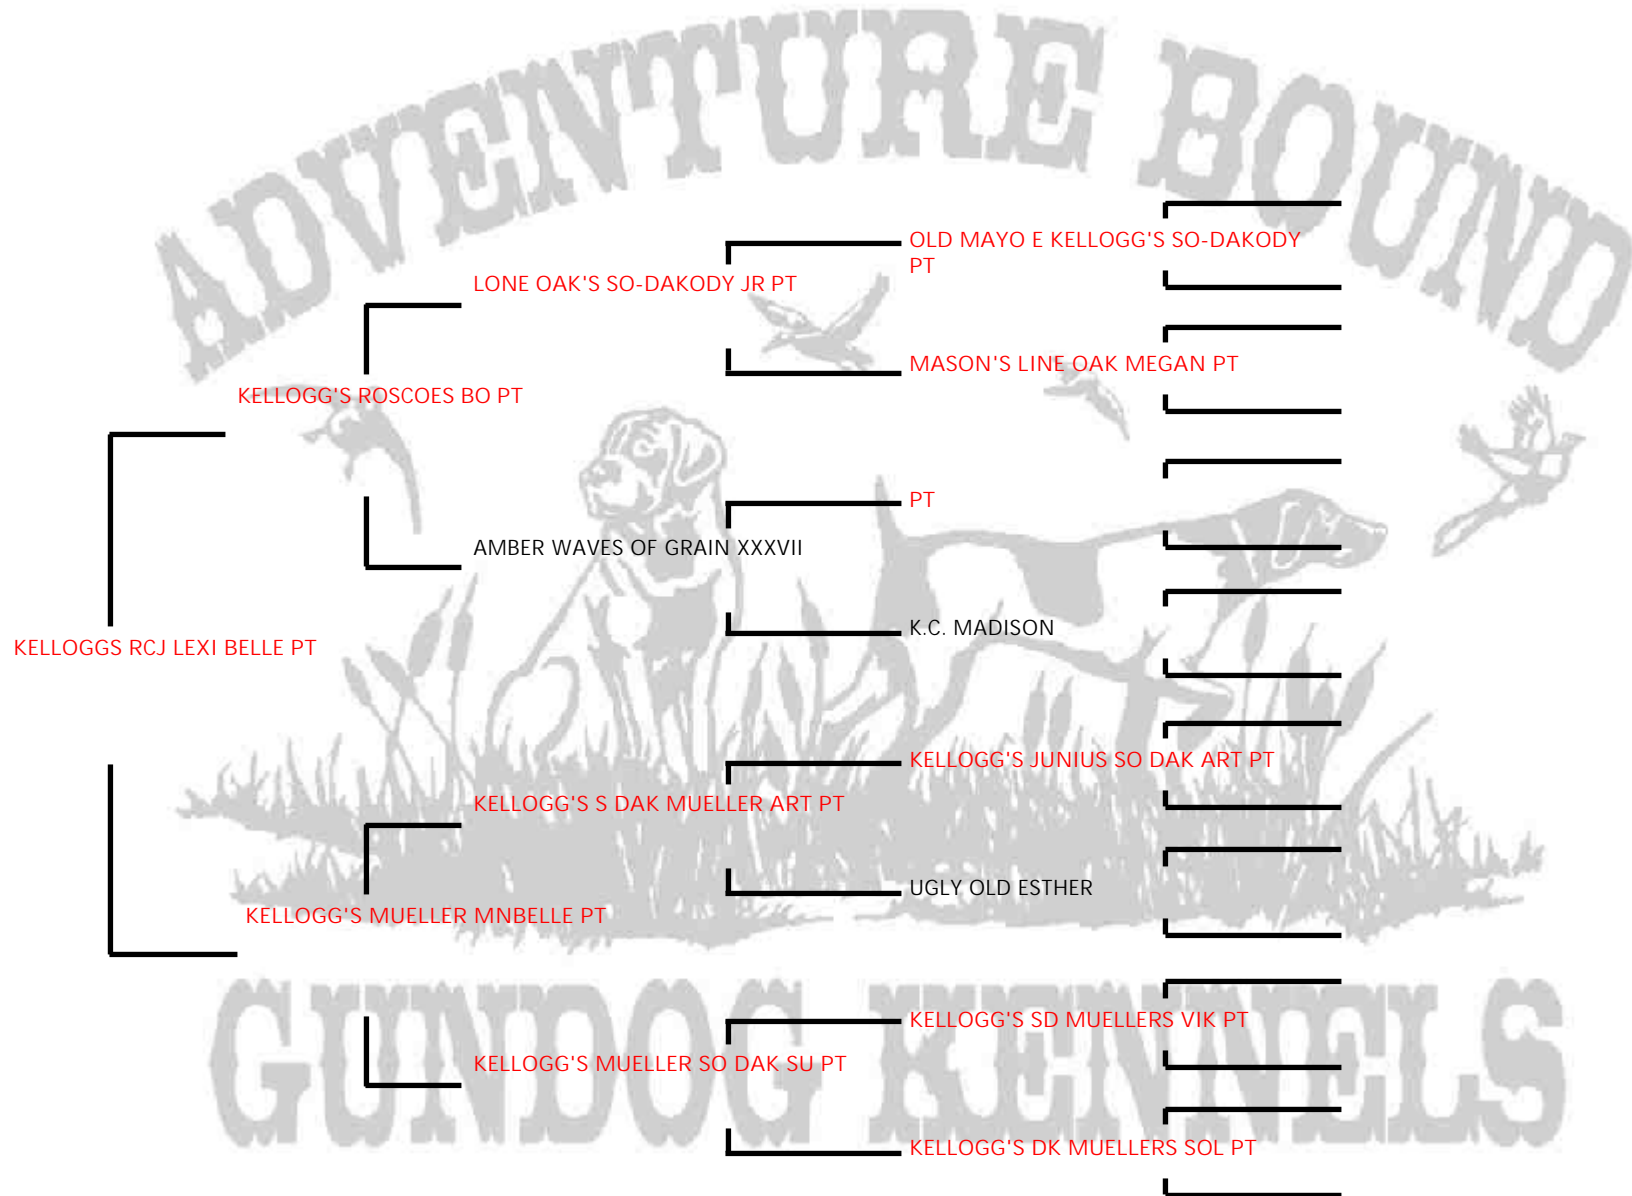 ADVENTURE BOUND
OLD MAYO E KELLOGG'S SO-DAKODY
PT
LONE OAK'S SO-DAKODY JR PT
MASON'S LINE OAK MEGAN PT
KELLOGG'S ROSCOES BO PT
PT
AMBER WAVES OF GRAIN XXXVII
K.C. MADISON
KELLOGGS RCJ LEXI BELLE PT
KELLOGG'S JUNIUS SO DAK ART PT
KELLOGG'S S DAK MUELLER ART PT
UGLY OLD ESTHER
KELLOGG'S MUELLER MNBELLE PT
KELLOGG'S SD MUELLERS VIK PT
KELLOGG'S MUELLER SO DAK SU PT
KELLOGG'S DK MUELLERS SOL PT
GUNDOG KENNELS